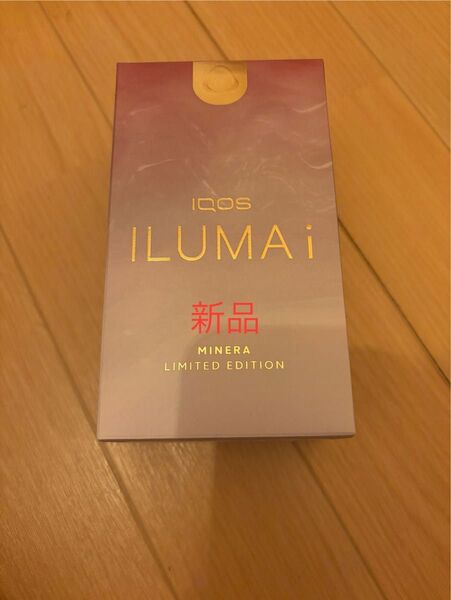 IQOS
ILUMA i
新品
MINERA
LIMITED EDITION